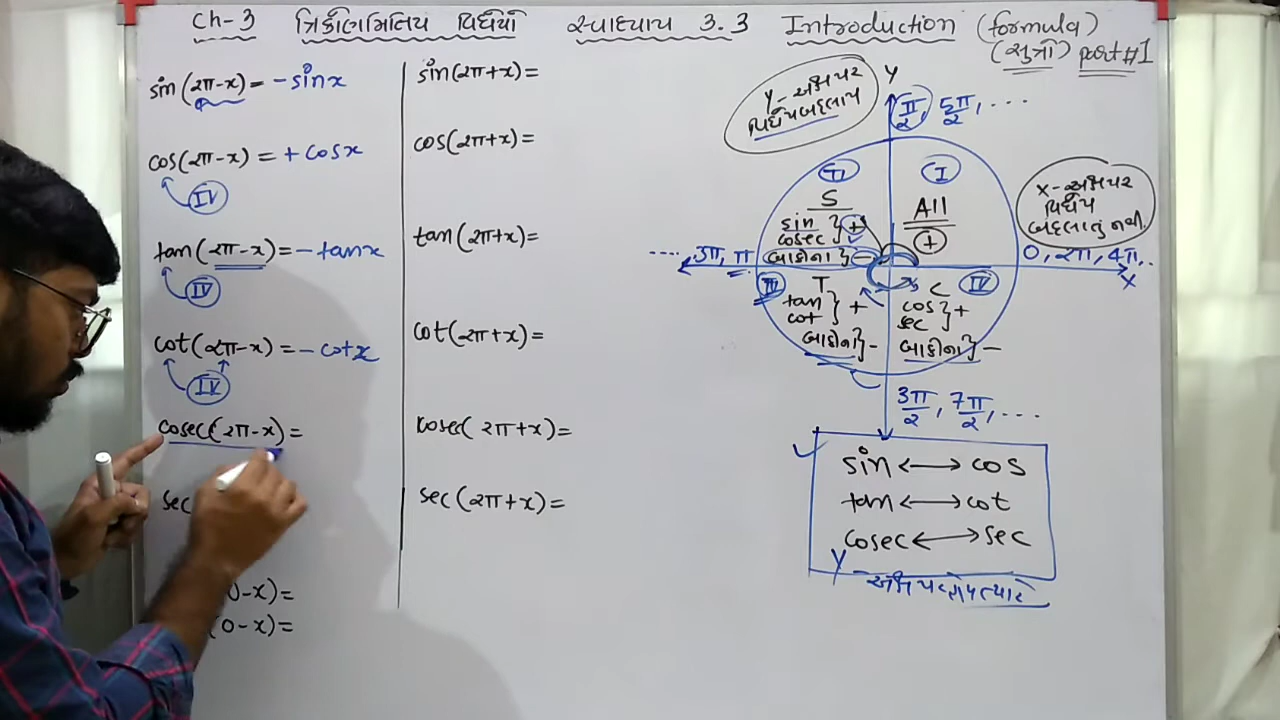 Ch-3 ત્રિકોણમિતિય વિધેયો સ્વાધ્યાય 3.3 Introduction (formula)
(સુત્રો) part#1
sin(2π-x) = -sinx
cos(2π-x) = +cosx
IV
tan(2π-x) = -tanx
IV
cot(2π-x) = -cotx
IV
cosec(2π-x) =
sec
0-x) =
(0-x) =
sin(2π+x) =
cos(2π+x) =
tan(2π+x) =
cot(2π+x) =
cosec(2π+x) =
sec(2π+x) =
Y-અક્ષ પર
વિધેય બદલાય
Y
π/2, 5π/2, ...
II
I
S
sin
cosec } +
બાકીના } -
All
+
X-અક્ષ પર
વિધેય
બદલાતું નથી.
.... 3π, π
0, 2π, 4π, ..
X
III
T
tan
cot } +
બાકીના } -
IV
C
cos
sec } +
બાકીના } -
3π/2, 7π/2, ....
sin ⟷ cos
tan ⟷ cot
cosec ⟷ sec
Y-અક્ષ પર હોય ત્યારે